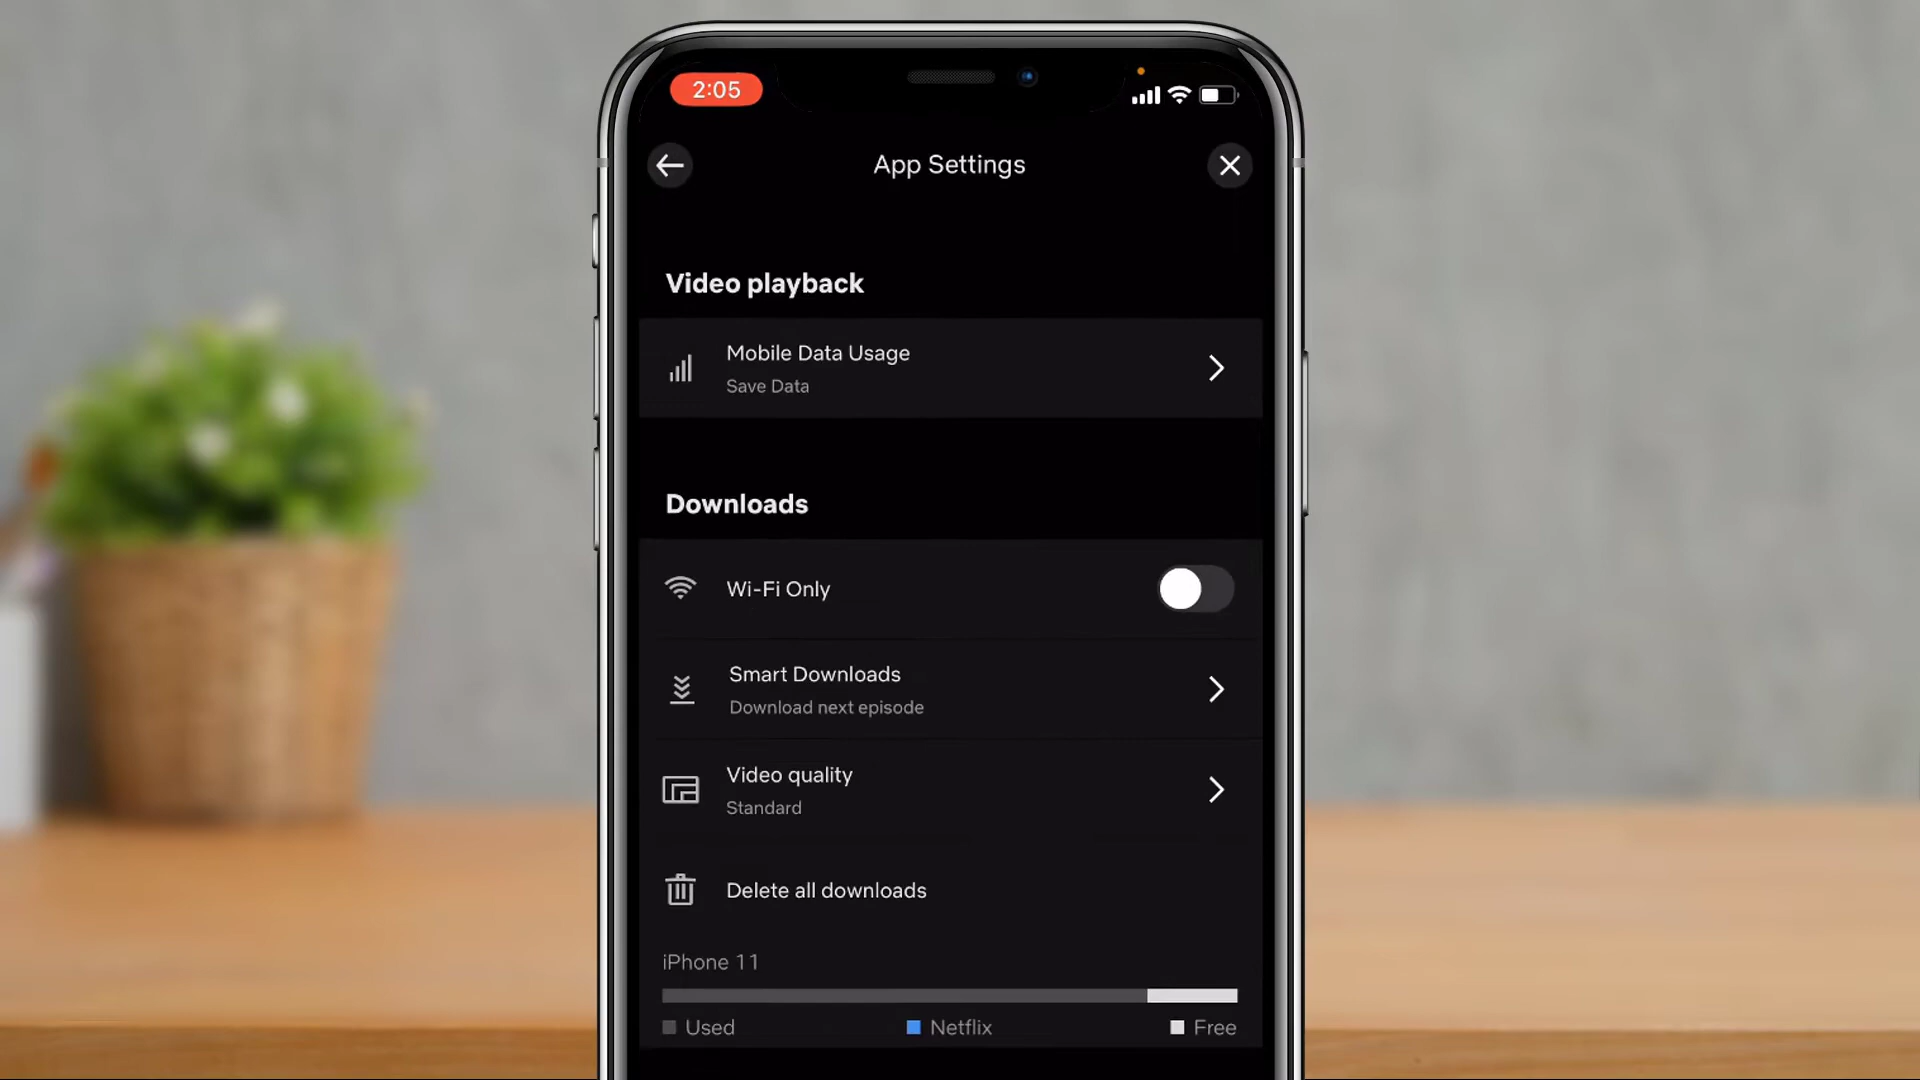 2:05
App Settings
Video playback
Mobile Data Usage
Save Data
Downloads
Wi-Fi Only
Smart Downloads
Download next episode
Video quality
Standard
Delete all downloads
iPhone 11
Used Netflix Free